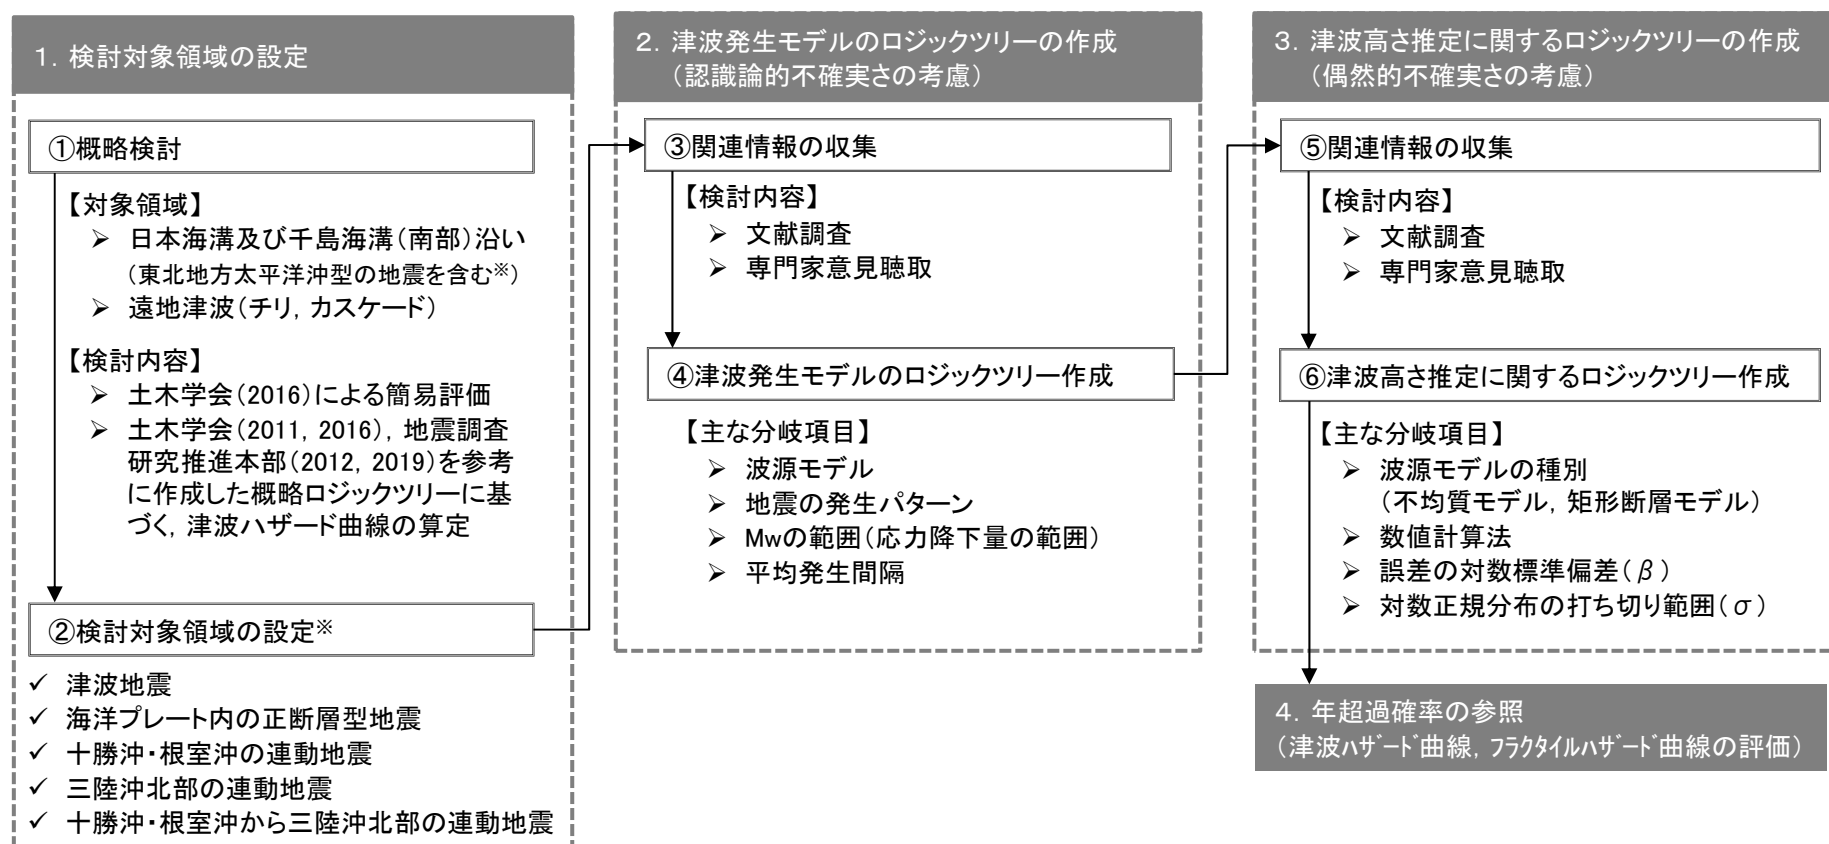 1．検討対象領域の設定
①概略検討
【対象領域】
➢ 日本海溝及び千島海溝（南部）沿い
（東北地方太平洋沖型の地震を含む※）
➢ 遠地津波（チリ，カスケード）
【検討内容】
➢ 土木学会（2016）による簡易評価
➢ 土木学会（2011，2016），地震調査
研究推進本部（2012，2019）を参考
に作成した概略ロジックツリーに基
づく，津波ハザード曲線の算定
②検討対象領域の設定※
✓ 津波地震
✓ 海洋プレート内の正断層型地震
✓ 十勝沖・根室沖の連動地震
✓ 三陸沖北部の連動地震
✓ 十勝沖・根室沖から三陸沖北部の連動地震
2．津波発生モデルのロジックツリーの作成
（認識論的不確実さの考慮）
③関連情報の収集
【検討内容】
➢ 文献調査
➢ 専門家意見聴取
④津波発生モデルのロジックツリー作成
【主な分岐項目】
➢ 波源モデル
➢ 地震の発生パターン
➢ Mwの範囲（応力降下量の範囲）
➢ 平均発生間隔
3．津波高さ推定に関するロジックツリーの作成
（偶然的不確実さの考慮）
⑤関連情報の収集
【検討内容】
➢ 文献調査
➢ 専門家意見聴取
⑥津波高さ推定に関するロジックツリー作成
【主な分岐項目】
➢ 波源モデルの種別
（不均質モデル，矩形断層モデル）
➢ 数値計算法
➢ 誤差の対数標準偏差（β）
➢ 対数正規分布の打ち切り範囲（σ）
4．年超過確率の参照
（津波ﾊｻﾞｰﾄﾞ曲線，ﾌﾗｸﾀｲﾙﾊｻﾞｰﾄﾞ曲線の評価）